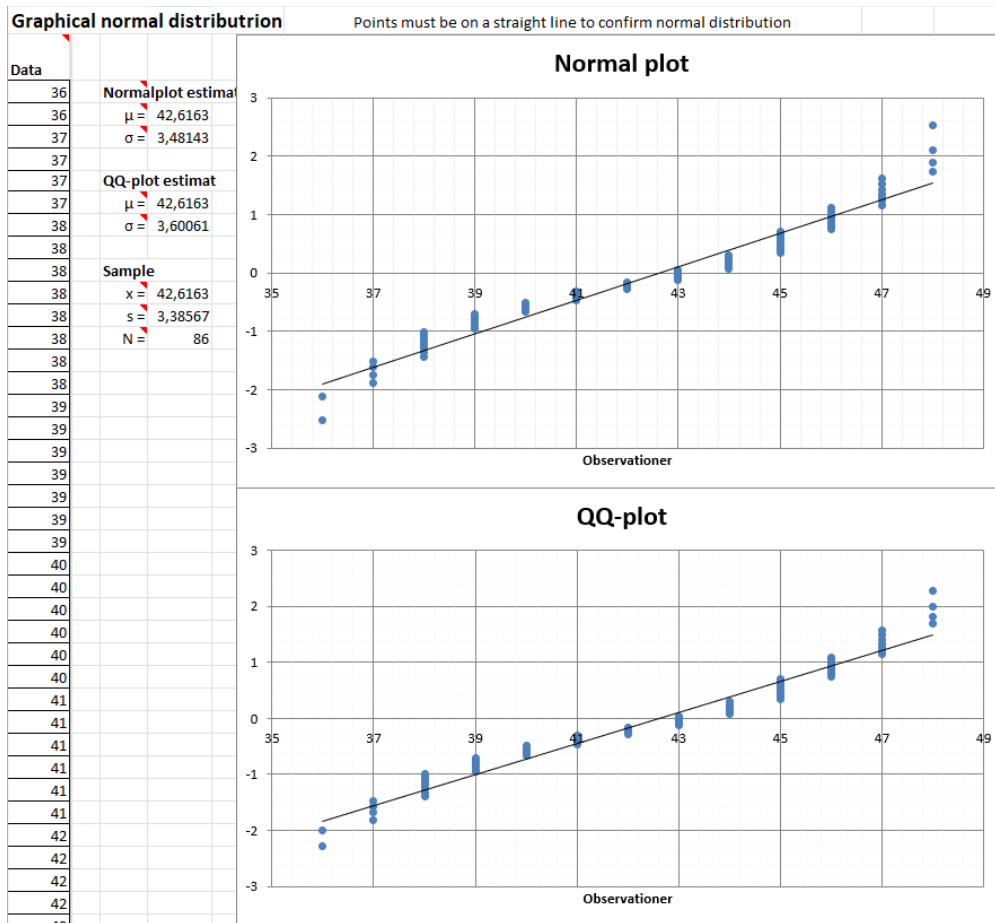 Graphical normal distributrion
Points must be on a straight line to confirm normal distribution
Data
36 Normalplot estimat
36 μ = 42,6163
37 σ = 3,48143
37
37 QQ-plot estimat
37 μ = 42,6163
38 σ = 3,60061
38
38 Sample
38 x = 42,6163
38 s = 3,38567
38 N = 86
38
38
39
39
39
39
39
39
39
40
40
40
40
40
40
41
41
41
41
41
41
42
42
42
42
Normal plot
3
2
1
0
35 37 39 41 43 45 47 49
-1
-2
-3
Observationer
QQ-plot
3
2
1
0
35 37 39 41 43 45 47 49
-1
-2
-3
Observationer